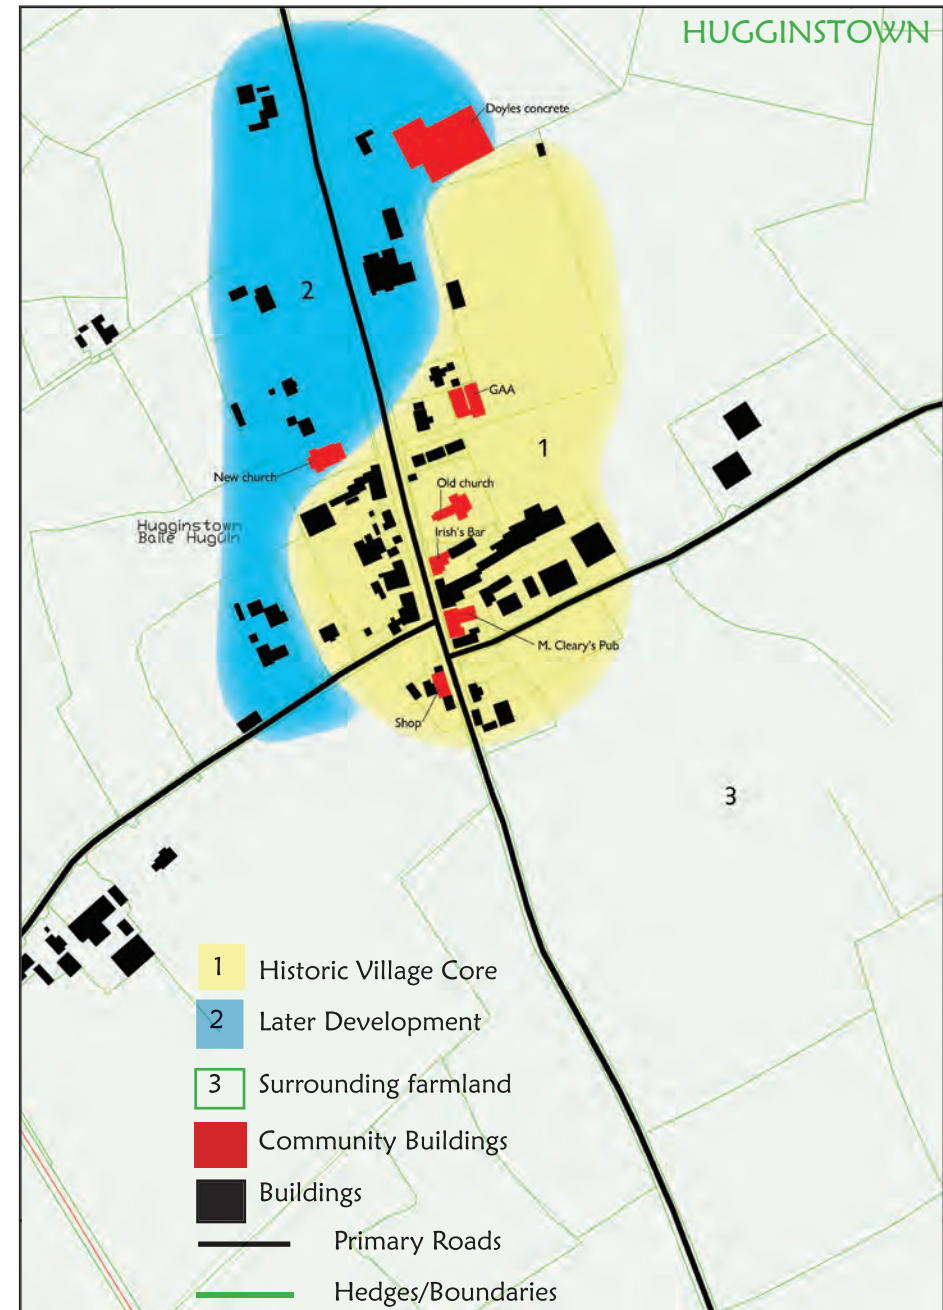 HUGGINSTOWN
Doyles concrete
2
GAA
1
New church
Old church
Hugginstown
Baile Huguin
Irish's Bar
M. Cleary's Pub
Shop
3
1 Historic Village Core
2 Later Development
3 Surrounding farmland
Community Buildings
Buildings
Primary Roads
Hedges/Boundaries